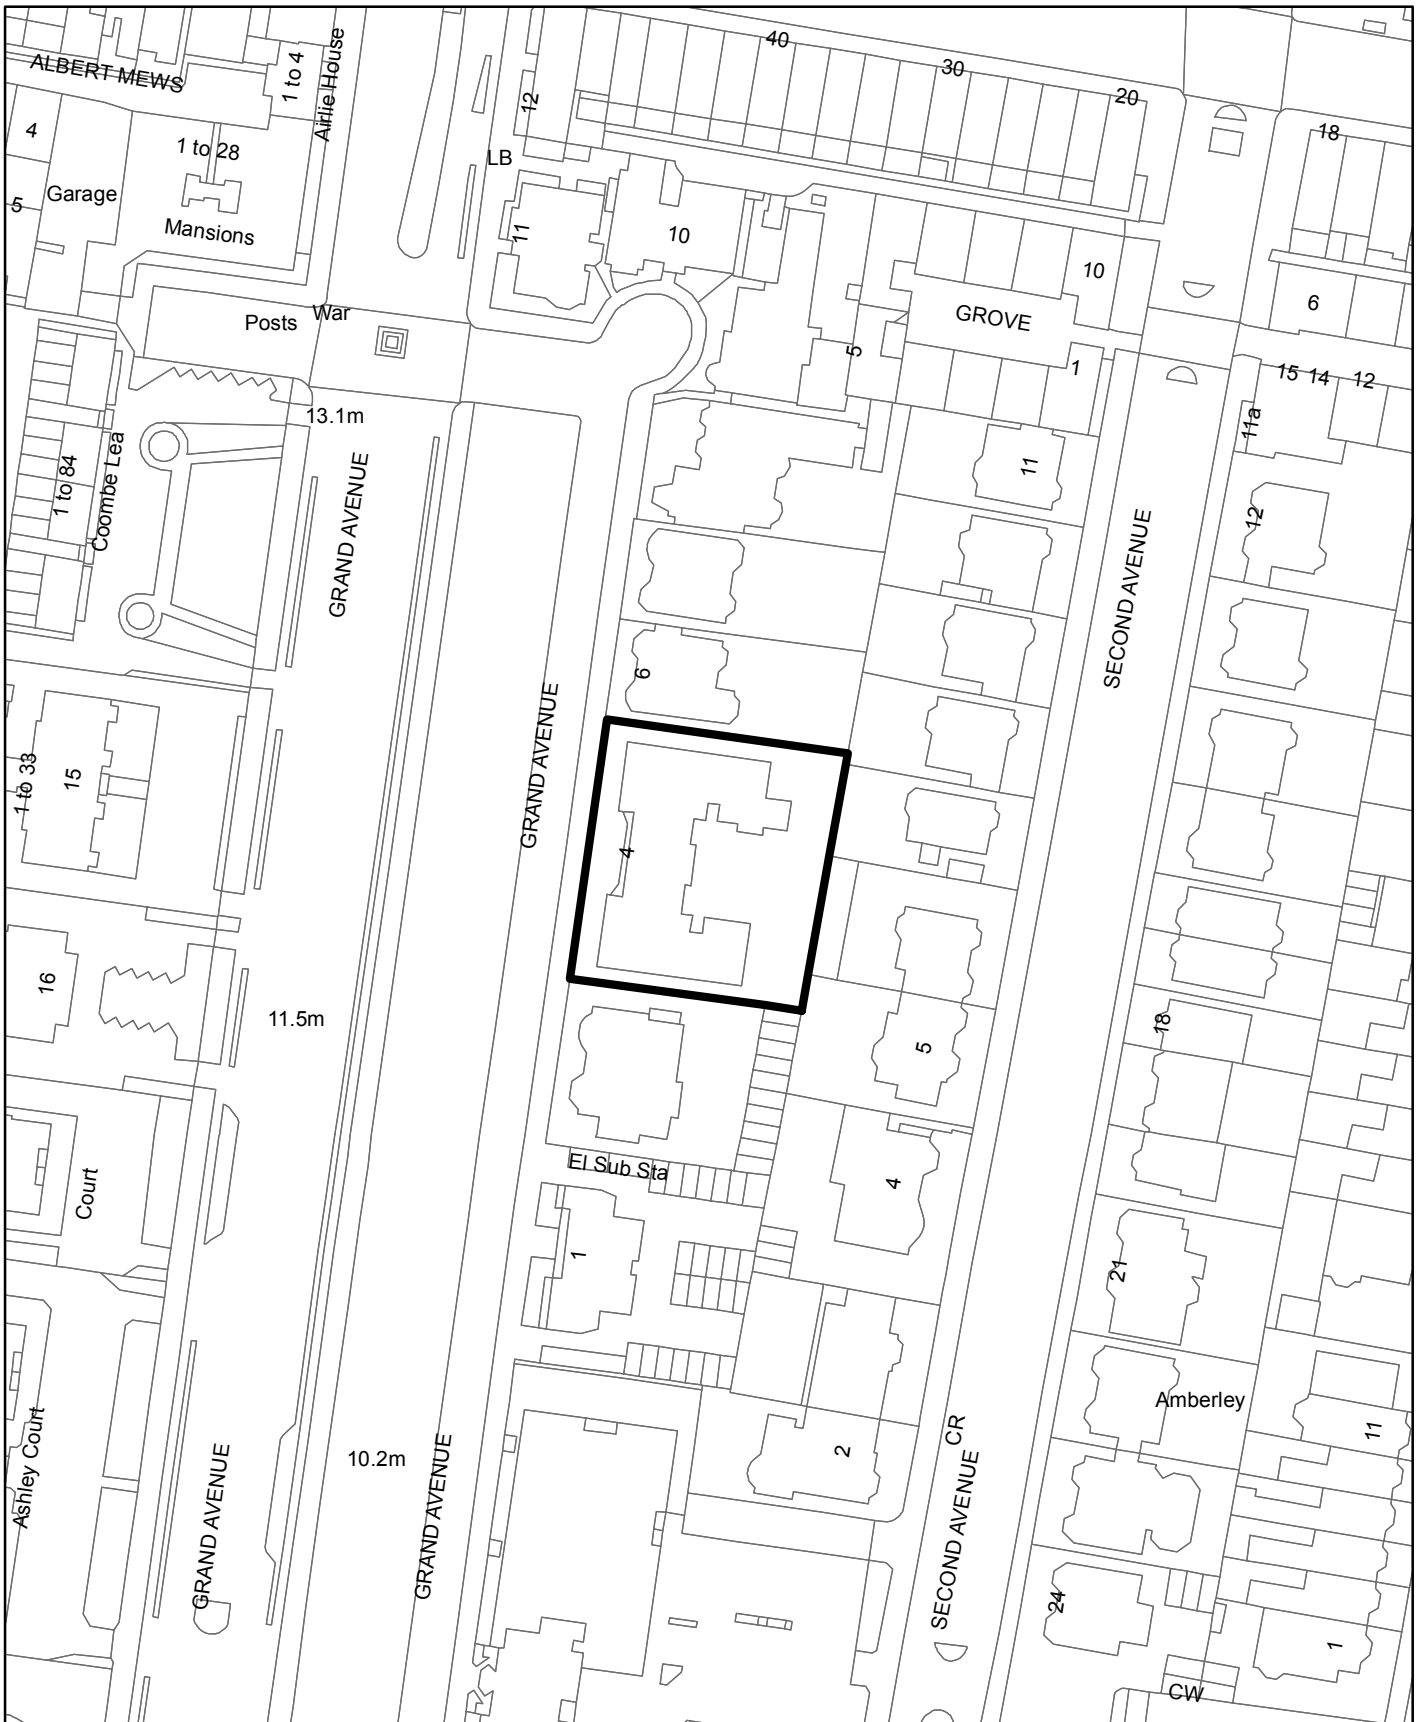 40
30
20
18
ALBERT MEWS
1 to 4
Airlie House
12
4
1 to 28
LB
Garage
5
Mansions
11
10
10
6
Posts
War
GROVE
5
1
15
14
12
13.1m
11a
GRAND AVENUE
1 to 84
Coombe Lea
11
12
SECOND AVENUE
6
GRAND AVENUE
1 to 33
15
4
16
11.5m
18
5
El Sub Sta
4
Court
1
21
Amberley
Ashley Court
10.2m
2
CR
11
GRAND AVENUE
GRAND AVENUE
SECOND AVENUE
24
1
CW